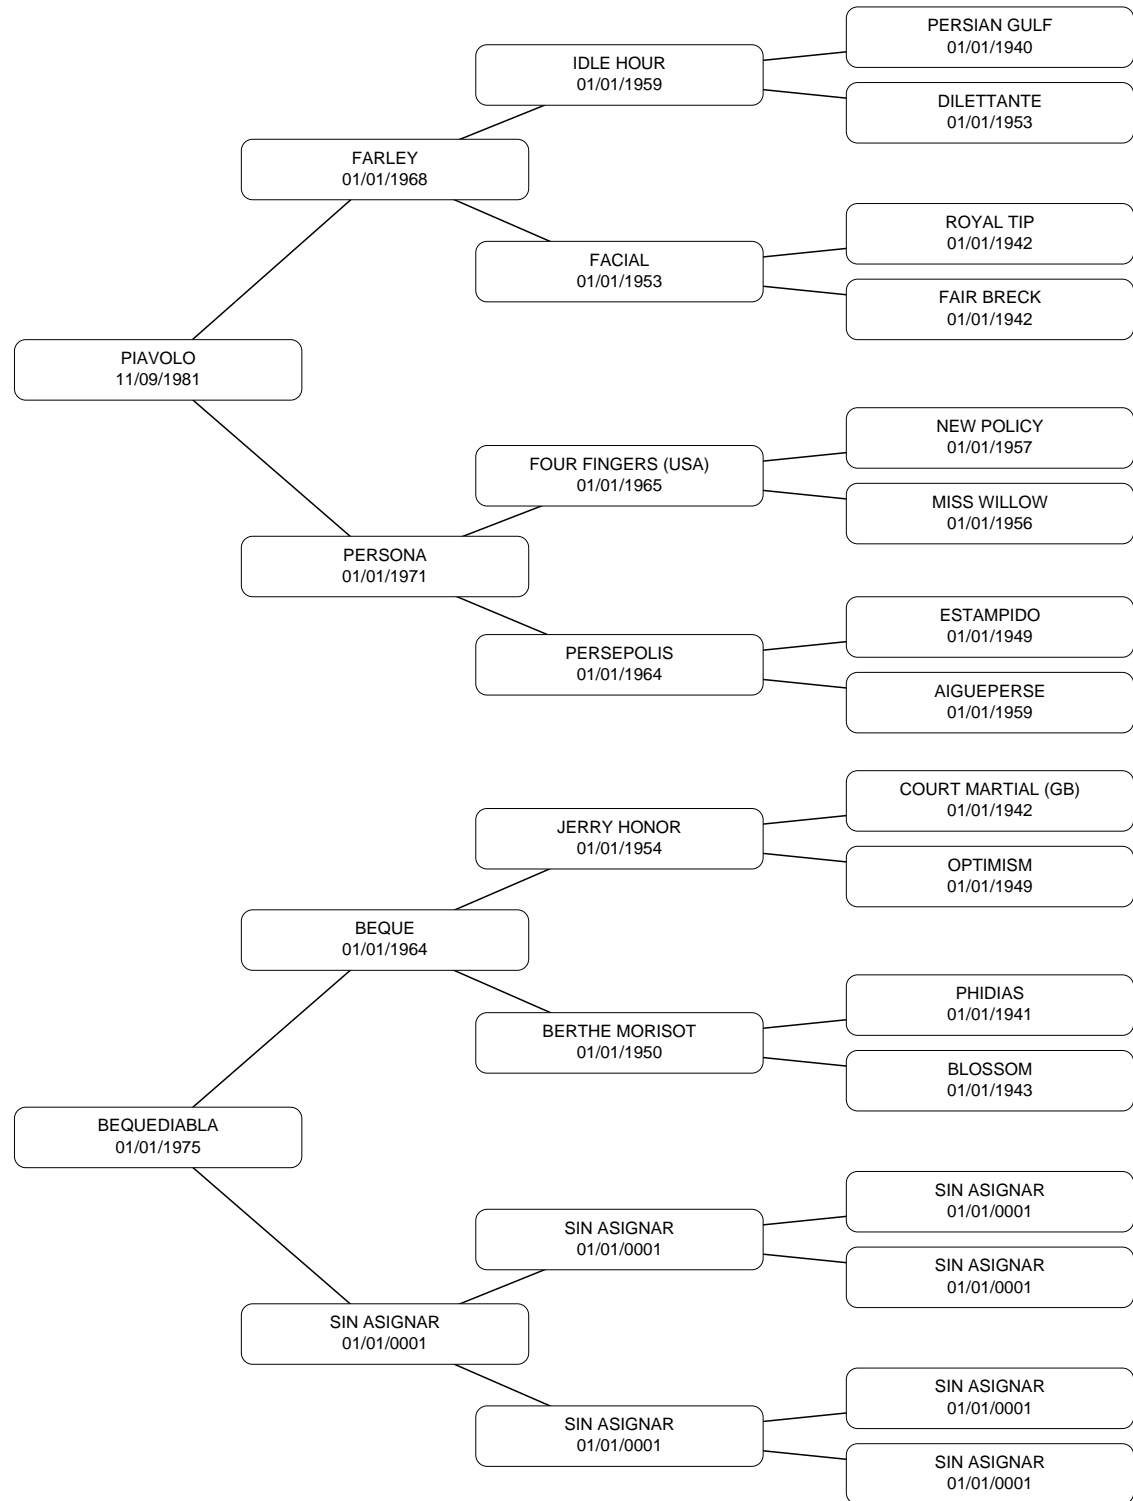 PERSIAN GULF
01/01/1940
IDLE HOUR
01/01/1959
DILETTANTE
01/01/1953
FARLEY
01/01/1968
ROYAL TIP
01/01/1942
FACIAL
01/01/1953
FAIR BRECK
01/01/1942
PIAVOLO
11/09/1981
NEW POLICY
01/01/1957
FOUR FINGERS (USA)
01/01/1965
MISS WILLOW
01/01/1956
PERSONA
01/01/1971
ESTAMPIDO
01/01/1949
PERSEPOLIS
01/01/1964
AIGUEPERSE
01/01/1959
COURT MARTIAL (GB)
01/01/1942
JERRY HONOR
01/01/1954
OPTIMISM
01/01/1949
BEQUE
01/01/1964
PHIDIAS
01/01/1941
BERTHE MORISOT
01/01/1950
BLOSSOM
01/01/1943
BEQUEDIABLA
01/01/1975
SIN ASIGNAR
01/01/0001
SIN ASIGNAR
01/01/0001
SIN ASIGNAR
01/01/0001
SIN ASIGNAR
01/01/0001
SIN ASIGNAR
01/01/0001
SIN ASIGNAR
01/01/0001
SIN ASIGNAR
01/01/0001